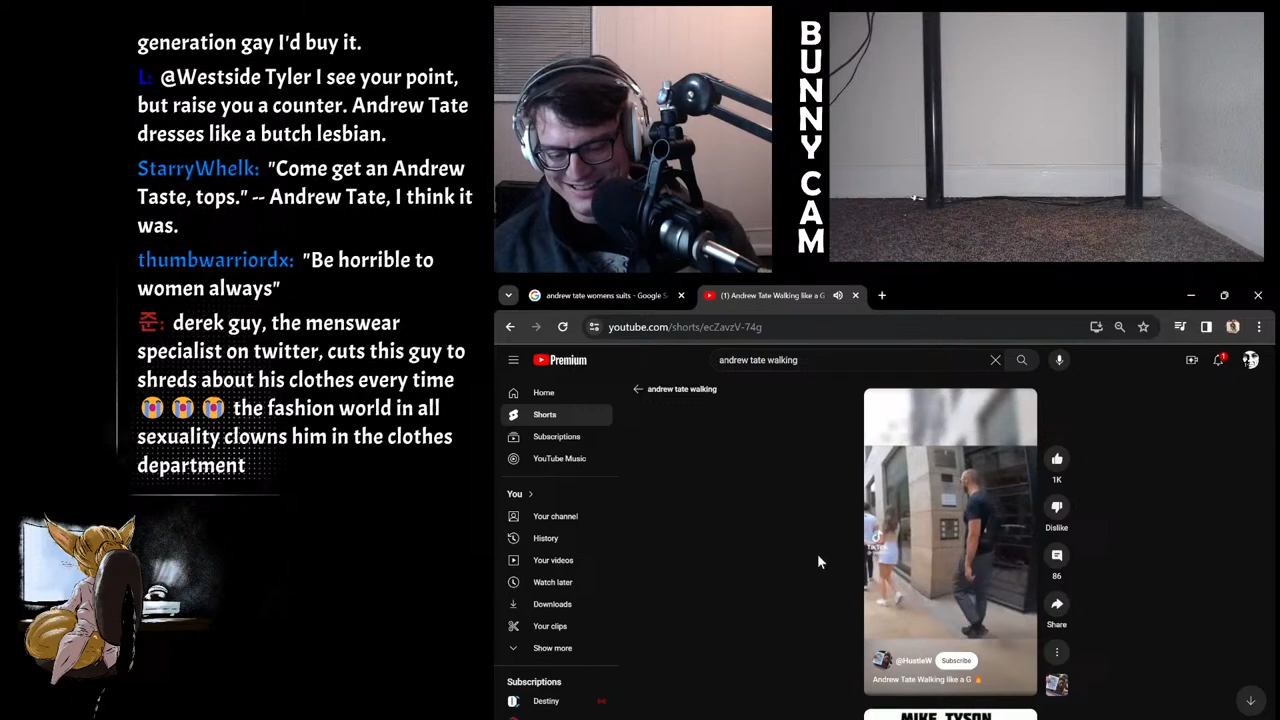 generation gay I'd buy it.
L: @Westside Tyler I see your point,
but raise you a counter. Andrew Tate
dresses like a butch lesbian.
StarryWhelk: "Come get an Andrew
Taste, tops." -- Andrew Tate, I think it
was.
thumbwarriordx: "Be horrible to
women always"
준: derek guy, the menswear
specialist on twitter, cuts this guy to
shreds about his clothes every time
😭 😭 😭 the fashion world in all
sexuality clowns him in the clothes
department
BUNNY CAM
andrew tate womens suits - Google S
(1) Andrew Tate Walking like a G
youtube.com/shorts/ecZavzV-74g
Premium
andrew tate walking
1
Home
Shorts
Subscriptions
YouTube Music
You
Your channel
History
Your videos
Watch later
Downloads
Your clips
Show more
Subscriptions
Destiny
andrew tate walking
TikTok
@HustleW
Subscribe
Andrew Tate Walking like a G 🔥
1K
Dislike
86
Share
MIKE TYSON